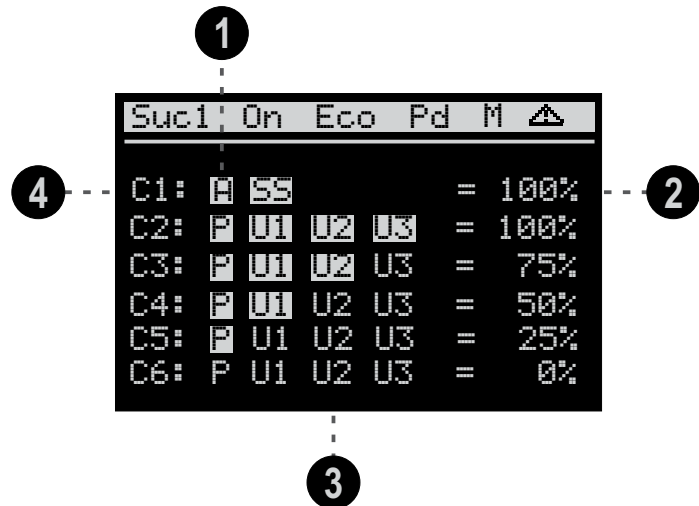 1
Suc1 On Eco Pd M
4 C1: A SS = 100% 2
C2: P U1 U2 U3 = 100%
C3: P U1 U2 U3 = 75%
C4: P U1 U2 U3 = 50%
C5: P U1 U2 U3 = 25%
C6: P U1 U2 U3 = 0%
3